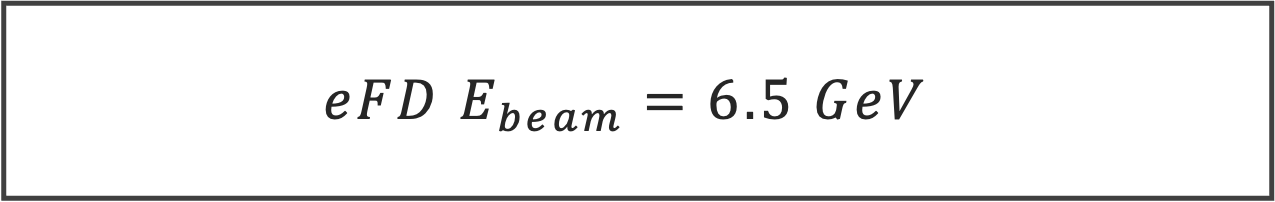 eFD E_beam = 6.5 GeV